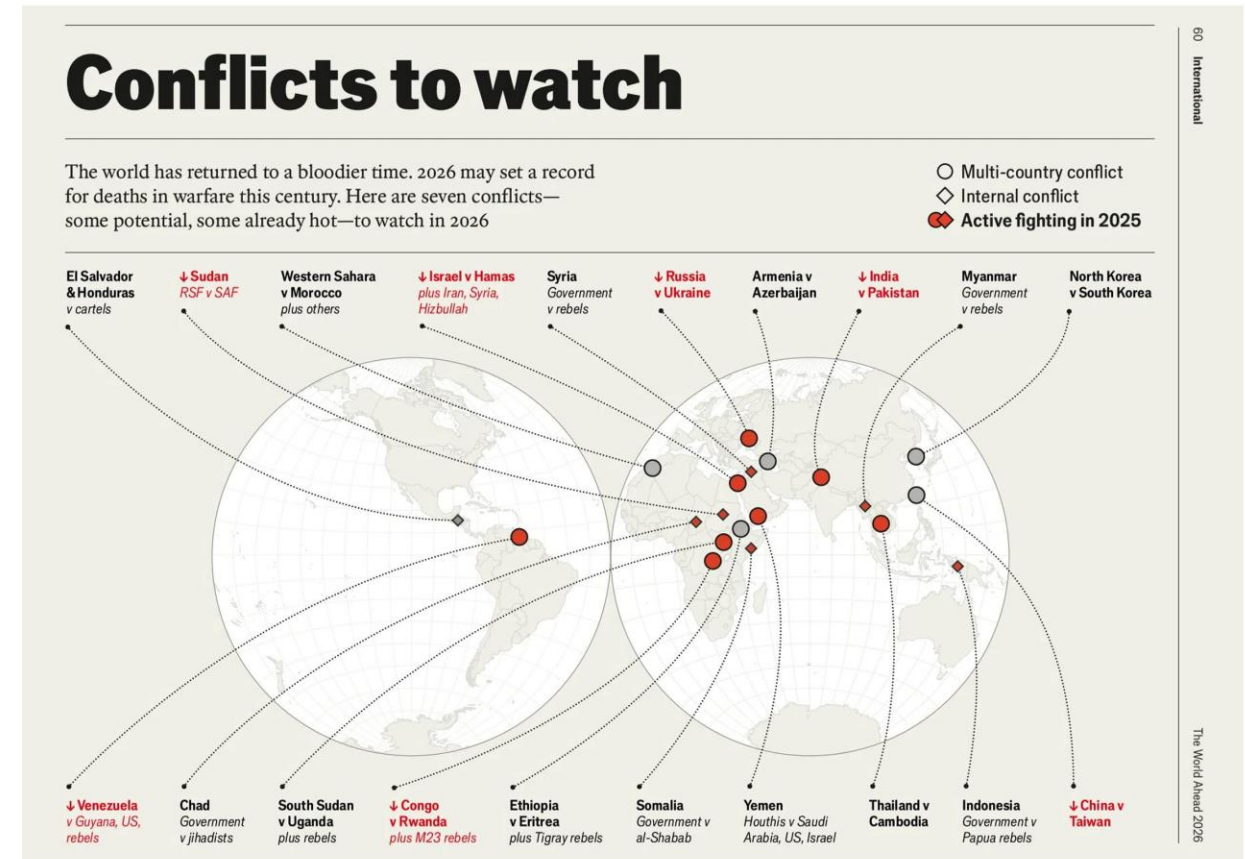 Conflicts to watch
The world has returned to a bloodier time. 2026 may set a record
for deaths in warfare this century. Here are seven conflicts—
some potential, some already hot—to watch in 2026
Multi-country conflict
Internal conflict
Active fighting in 2025
El Salvador
& Honduras
v cartels
↓ Sudan
RSF v SAF
Western Sahara
v Morocco
plus others
↓ Israel v Hamas
plus Iran, Syria,
Hizbullah
Syria
Government
v rebels
↓ Russia
v Ukraine
Armenia v
Azerbaijan
↓ India
v Pakistan
Myanmar
Government
v rebels
North Korea
v South Korea
↓ Venezuela
v Guyana, US,
rebels
Chad
Government
v jihadists
South Sudan
v Uganda
plus rebels
↓ Congo
v Rwanda
plus M23 rebels
Ethiopia
v Eritrea
plus Tigray rebels
Somalia
Government v
al-Shabab
Yemen
Houthis v Saudi
Arabia, US, Israel
Thailand v
Cambodia
Indonesia
Government v
Papua rebels
↓ China v
Taiwan
60 International
The World Ahead 2026